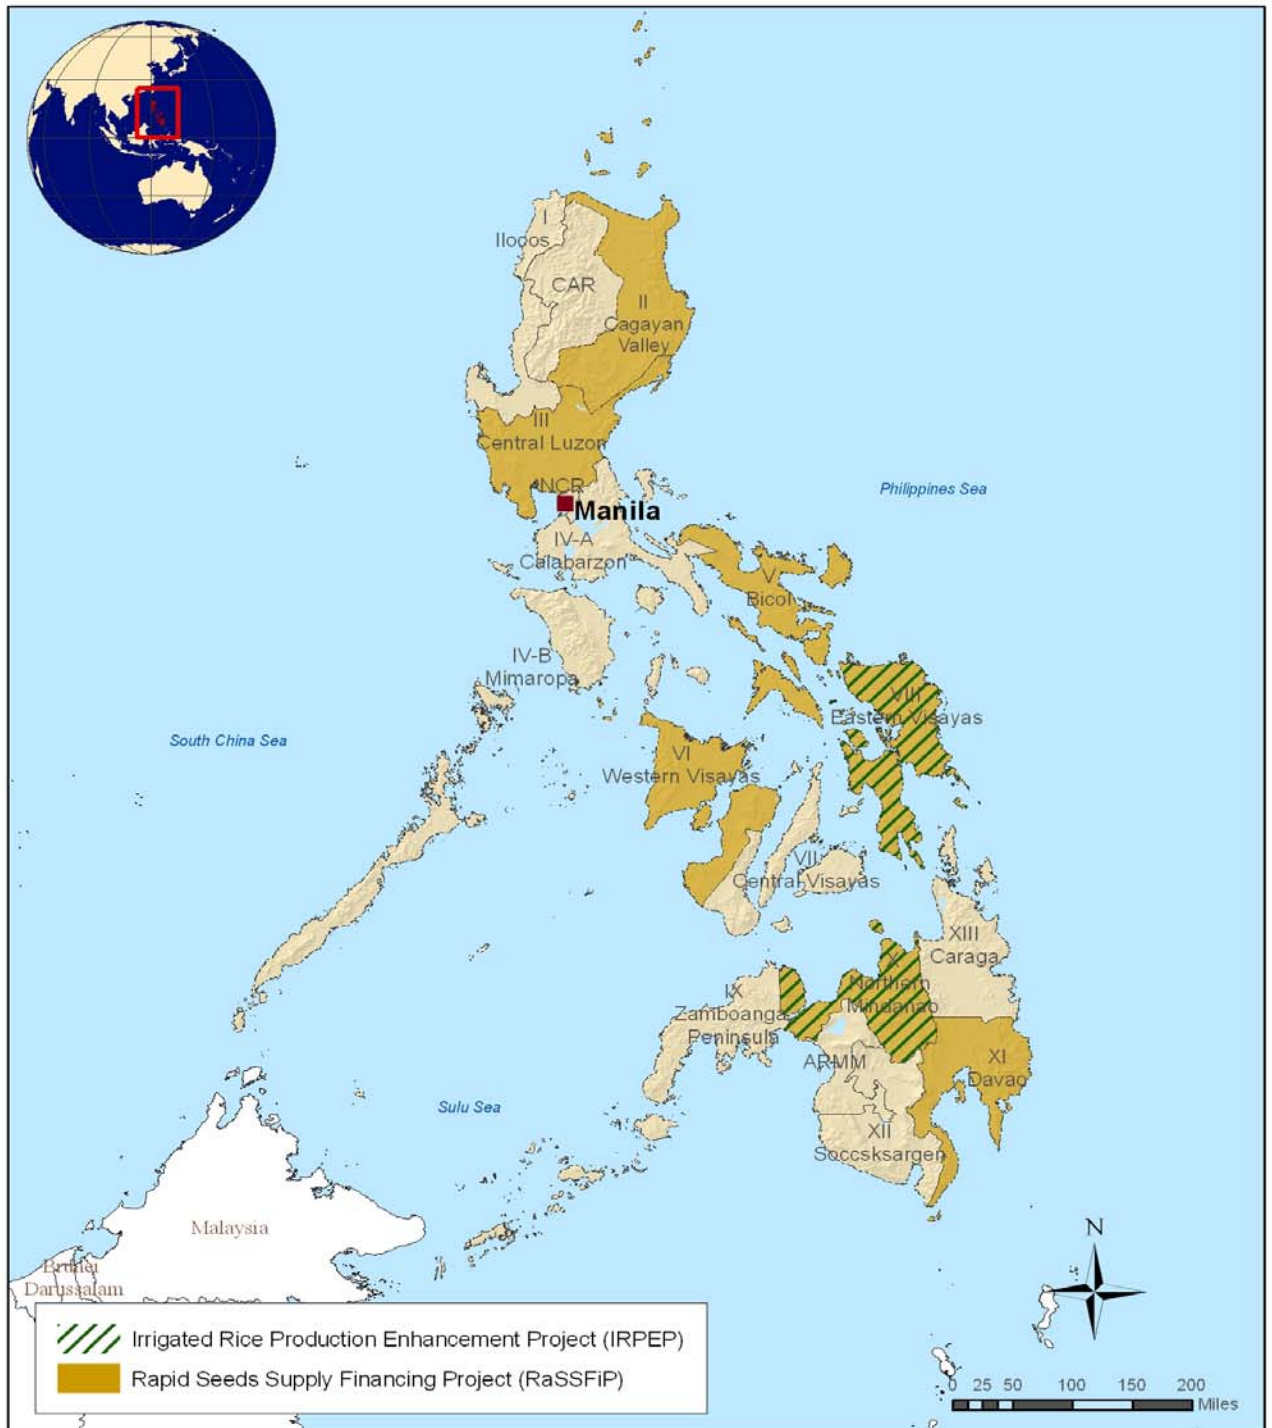 I
Ilocos
CAR
II
Cagayan
Valley
III
Central Luzon
NCR
Manila
Philippines Sea
IV-A
Calabarzon
V
Bicol
IV-B
Mimaropa
VIII
Eastern Visayas
South China Sea
VI
Western Visayas
VII
Central Visayas
XIII
Caraga
X
Northern
Mindanao
IX
Zamboanga
Peninsula
XI
Davao
ARMM
Sulu Sea
XII
Soccsksargen
Malaysia
N
Brunei
Darussalam
Irrigated Rice Production Enhancement Project (IRPEP)
Rapid Seeds Supply Financing Project (RaSSFiP)
0 25 50 100 150 200
Miles